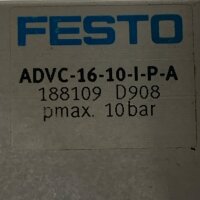 FESTO
ADVC-16-10-I-P-A
188109 D908
pmax. 10bar